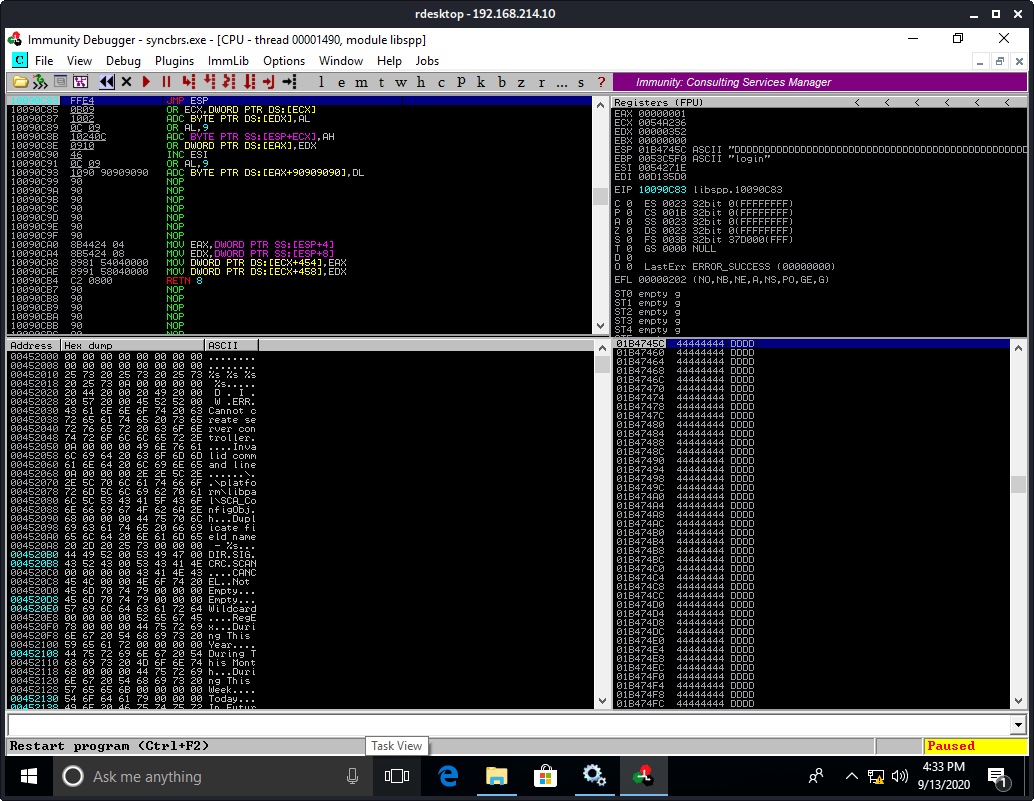 rdesktop - 192.168.214.10
Immunity Debugger - syncbrs.exe - [CPU - thread 00001490, module libspp]
C File View Debug Plugins ImmLib Options Window Help Jobs
l e m t w h c P k b z r ... s ? Immunity: Consulting Services Manager
FFE4 JMP ESP
10090C85 0B09 OR ECX,DWORD PTR DS:[ECX]
10090C87 1002 ADC BYTE PTR DS:[EDX],AL
10090C89 0C 09 OR AL,9
10090C8B 10240C ADC BYTE PTR SS:[ESP+ECX],AH
10090C8E 0910 OR DWORD PTR DS:[EAX],EDX
10090C90 46 INC ESI
10090C91 0C 09 OR AL,9
10090C93 1090 90909090 ADC BYTE PTR DS:[EAX+90909090],DL
10090C99 90 NOP
10090C9A 90 NOP
10090C9B 90 NOP
10090C9C 90 NOP
10090C9D 90 NOP
10090C9E 90 NOP
10090C9F 90 NOP
10090CA0 8B4424 04 MOV EAX,DWORD PTR SS:[ESP+4]
10090CA4 8B5424 08 MOV EDX,DWORD PTR SS:[ESP+8]
10090CA8 8981 54040000 MOV DWORD PTR DS:[ECX+454],EAX
10090CAE 8991 58040000 MOV DWORD PTR DS:[ECX+458],EDX
10090CB4 C2 0800 RETN 8
10090CB7 90 NOP
10090CB8 90 NOP
10090CB9 90 NOP
10090CBA 90 NOP
10090CBB 90 NOP
Registers (FPU) < < < < < <
EAX 00000001
ECX 0054A236
EDX 00000352
EBX 00000000
ESP 01B4745C ASCII "DDDDDDDDDDDDDDDDDDDDDDDDDDDDDDDDDDDDDDDDDDDDDDD
EBP 0053C5F0 ASCII "login"
ESI 0054271E
EDI 00D135D0
EIP 10090C83 libspp.10090C83
C 0 ES 0023 32bit 0(FFFFFFFF)
P 0 CS 001B 32bit 0(FFFFFFFF)
A 0 SS 0023 32bit 0(FFFFFFFF)
Z 0 DS 0023 32bit 0(FFFFFFFF)
S 0 FS 003B 32bit 37D000(FFF)
T 0 GS 0000 NULL
D 0
O 0 LastErr ERROR_SUCCESS (00000000)
EFL 00000202 (NO,NB,NE,A,NS,PO,GE,G)
ST0 empty g
ST1 empty g
ST2 empty g
ST3 empty g
ST4 empty g
Address Hex dump ASCII
00452000 00 00 00 00 00 00 00 00 ........
00452008 00 00 00 00 00 00 00 00 ........
00452010 25 73 20 25 73 20 25 73 %s %s %s
00452018 20 25 73 0A 00 00 00 00 %s.....
00452020 20 44 20 00 20 49 20 00 D . I .
00452028 20 57 20 00 45 52 52 00 W .ERR.
00452030 43 61 6E 6E 6F 74 20 63 Cannot c
00452038 72 65 61 74 65 20 73 65 reate se
00452040 72 76 65 72 20 63 6F 6E rver con
00452048 74 72 6F 6C 6C 65 72 2E troller.
00452050 0A 00 00 00 49 6E 76 61 ....Inva
00452058 6C 69 64 20 63 6F 6D 6D lid comm
00452060 61 6E 64 20 6C 69 6E 65 and line
00452068 0A 00 00 00 2E 2E 5C 2E ......\.
00452070 2E 5C 70 6C 61 74 66 6F .\platfo
00452078 72 6D 5C 6C 69 62 70 61 rm\libpa
00452080 6C 5C 53 43 41 5F 43 6F l\SCA_Co
00452088 6E 66 69 67 4F 62 6A 2E nfigObj.
00452090 68 00 00 00 44 75 70 6C h...Dupl
00452098 69 63 61 74 65 20 66 69 icate fi
004520A0 65 6C 64 20 6E 61 6D 65 eld name
004520A8 20 2D 20 25 73 00 00 00 - %s...
004520B0 44 49 52 00 53 49 47 00 DIR.SIG.
004520B8 43 52 43 00 53 43 41 4E CRC.SCAN
004520C0 00 00 00 00 43 41 4E 43 ....CANC
004520C8 45 4C 00 00 4E 6F 74 20 EL..Not
004520D0 45 6D 70 74 79 00 00 00 Empty...
004520D8 45 6D 70 74 79 00 00 00 Empty...
004520E0 57 69 6C 64 63 61 72 64 Wildcard
004520E8 00 00 00 00 52 65 67 45 ....RegE
004520F0 78 00 00 00 44 75 72 69 x...Duri
004520F8 6E 67 20 54 68 69 73 20 ng This
00452100 59 65 61 72 00 00 00 00 Year....
00452108 44 75 72 69 6E 67 20 54 During T
00452110 68 69 73 20 4D 6F 6E 74 his Mont
00452118 68 00 00 00 44 75 72 69 h...Duri
00452120 6E 67 20 54 68 69 73 20 ng This
00452128 57 65 65 6B 00 00 00 00 Week....
00452130 54 6F 64 61 79 00 00 00 Today...
00452138 49 6E 20 46 75 74 75 72 In Futur
01B4745C 44444444 DDDD
01B47460 44444444 DDDD
01B47464 44444444 DDDD
01B47468 44444444 DDDD
01B4746C 44444444 DDDD
01B47470 44444444 DDDD
01B47474 44444444 DDDD
01B47478 44444444 DDDD
01B4747C 44444444 DDDD
01B47480 44444444 DDDD
01B47484 44444444 DDDD
01B47488 44444444 DDDD
01B4748C 44444444 DDDD
01B47490 44444444 DDDD
01B47494 44444444 DDDD
01B47498 44444444 DDDD
01B4749C 44444444 DDDD
01B474A0 44444444 DDDD
01B474A4 44444444 DDDD
01B474A8 44444444 DDDD
01B474AC 44444444 DDDD
01B474B0 44444444 DDDD
01B474B4 44444444 DDDD
01B474B8 44444444 DDDD
01B474BC 44444444 DDDD
01B474C0 44444444 DDDD
01B474C4 44444444 DDDD
01B474C8 44444444 DDDD
01B474CC 44444444 DDDD
01B474D0 44444444 DDDD
01B474D4 44444444 DDDD
01B474D8 44444444 DDDD
01B474DC 44444444 DDDD
01B474E0 44444444 DDDD
01B474E4 44444444 DDDD
01B474E8 44444444 DDDD
01B474EC 44444444 DDDD
01B474F0 44444444 DDDD
01B474F4 44444444 DDDD
01B474F8 44444444 DDDD
01B474FC 44444444 DDDD
Restart program (Ctrl+F2)
Task View
Paused
Ask me anything
4:33 PM
9/13/2020
1